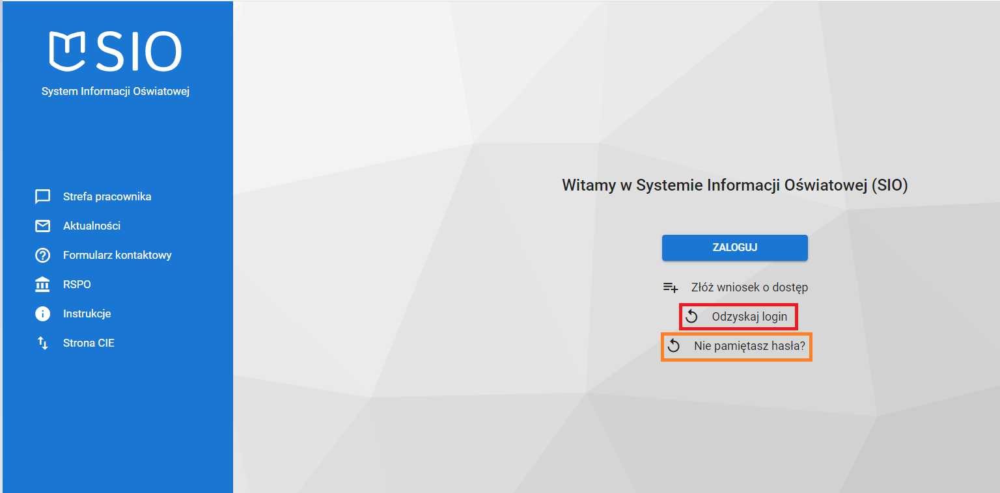 SIO
System Informacji Oświatowej
Strefa pracownika
Aktualności
Formularz kontaktowy
RSPO
Instrukcje
Strona CIE
Witamy w Systemie Informacji Oświatowej (SIO)
ZALOGUJ
Złóż wniosek o dostęp
Odzyskaj login
Nie pamiętasz hasła?